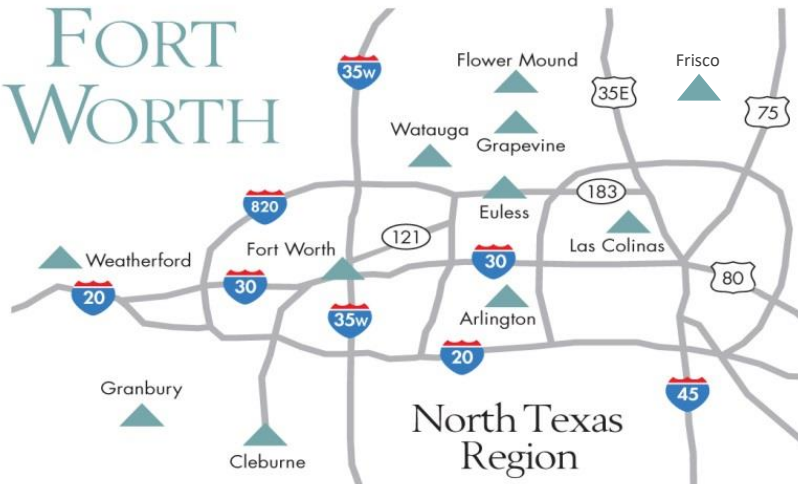 FORT
WORTH
35W
Flower Mound
35E
Frisco
75
Grapevine
Watauga
820
Euless
183
121
Las Colinas
Fort Worth
Weatherford
30
30
80
20
35W
Arlington
20
Granbury
45
Cleburne
North Texas
Region